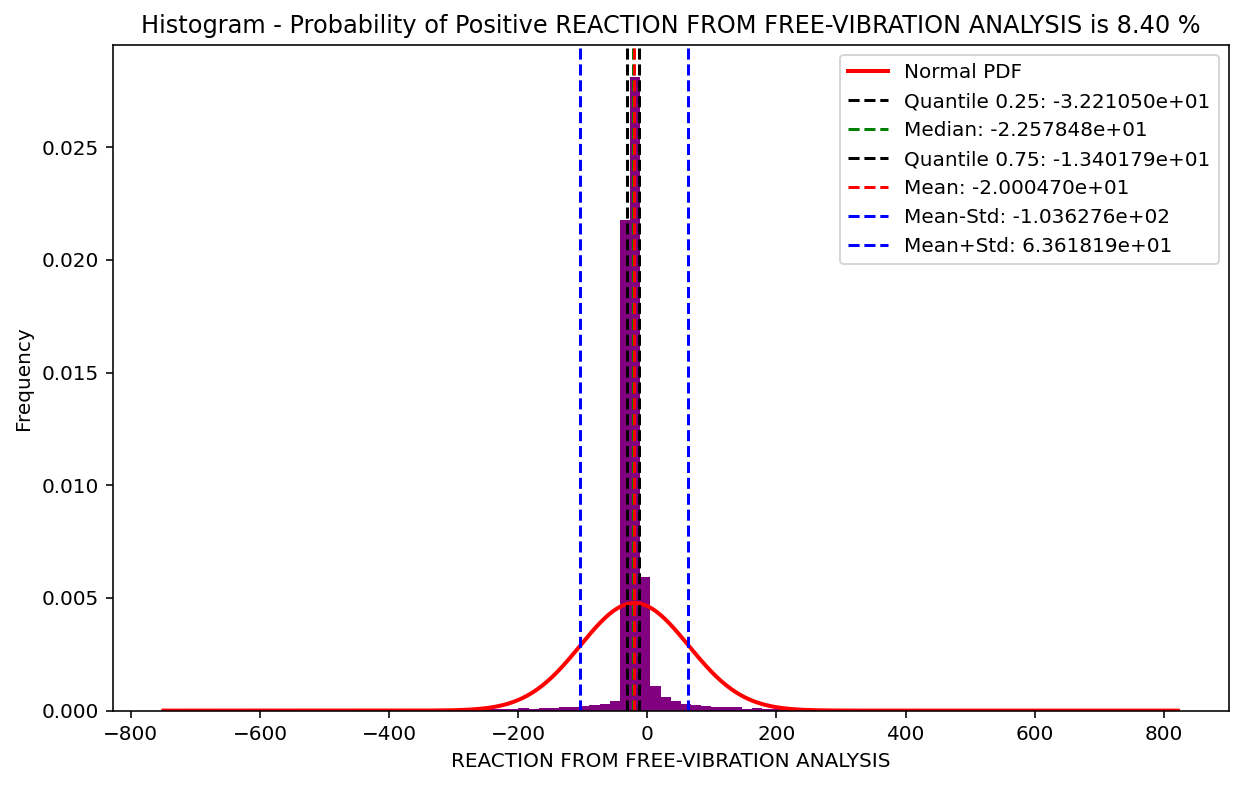 Histogram - Probability of Positive REACTION FROM FREE-VIBRATION ANALYSIS is 8.40 %
Normal PDF
Quantile 0.25: -3.221050e+01
Median: -2.257848e+01
Quantile 0.75: -1.340179e+01
Mean: -2.000470e+01
Mean-Std: -1.036276e+02
Mean+Std: 6.361819e+01
Frequency
0.025
0.020
0.015
0.010
0.005
0.000
−800 −600 −400 −200 0 200 400 600 800
REACTION FROM FREE-VIBRATION ANALYSIS